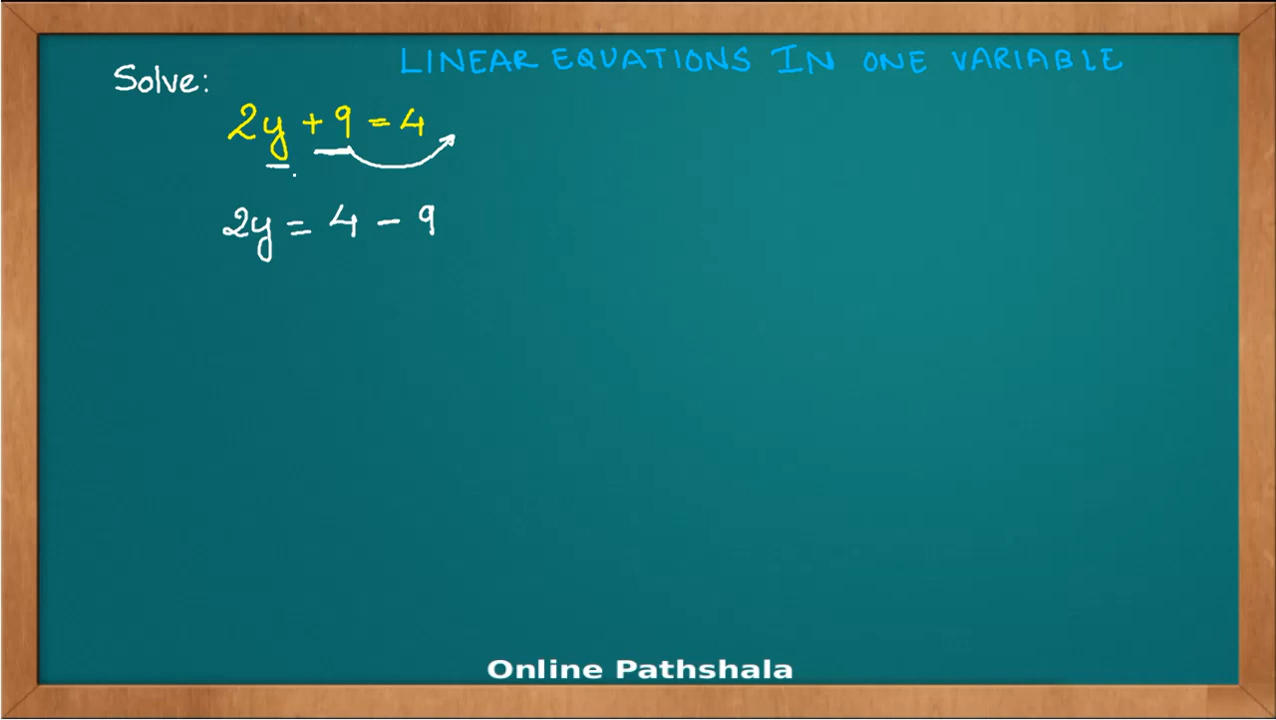 LINEAR EQUATIONS IN ONE VARIABLE
Solve:
2y + 9 = 4
2y = 4 - 9
Online Pathshala